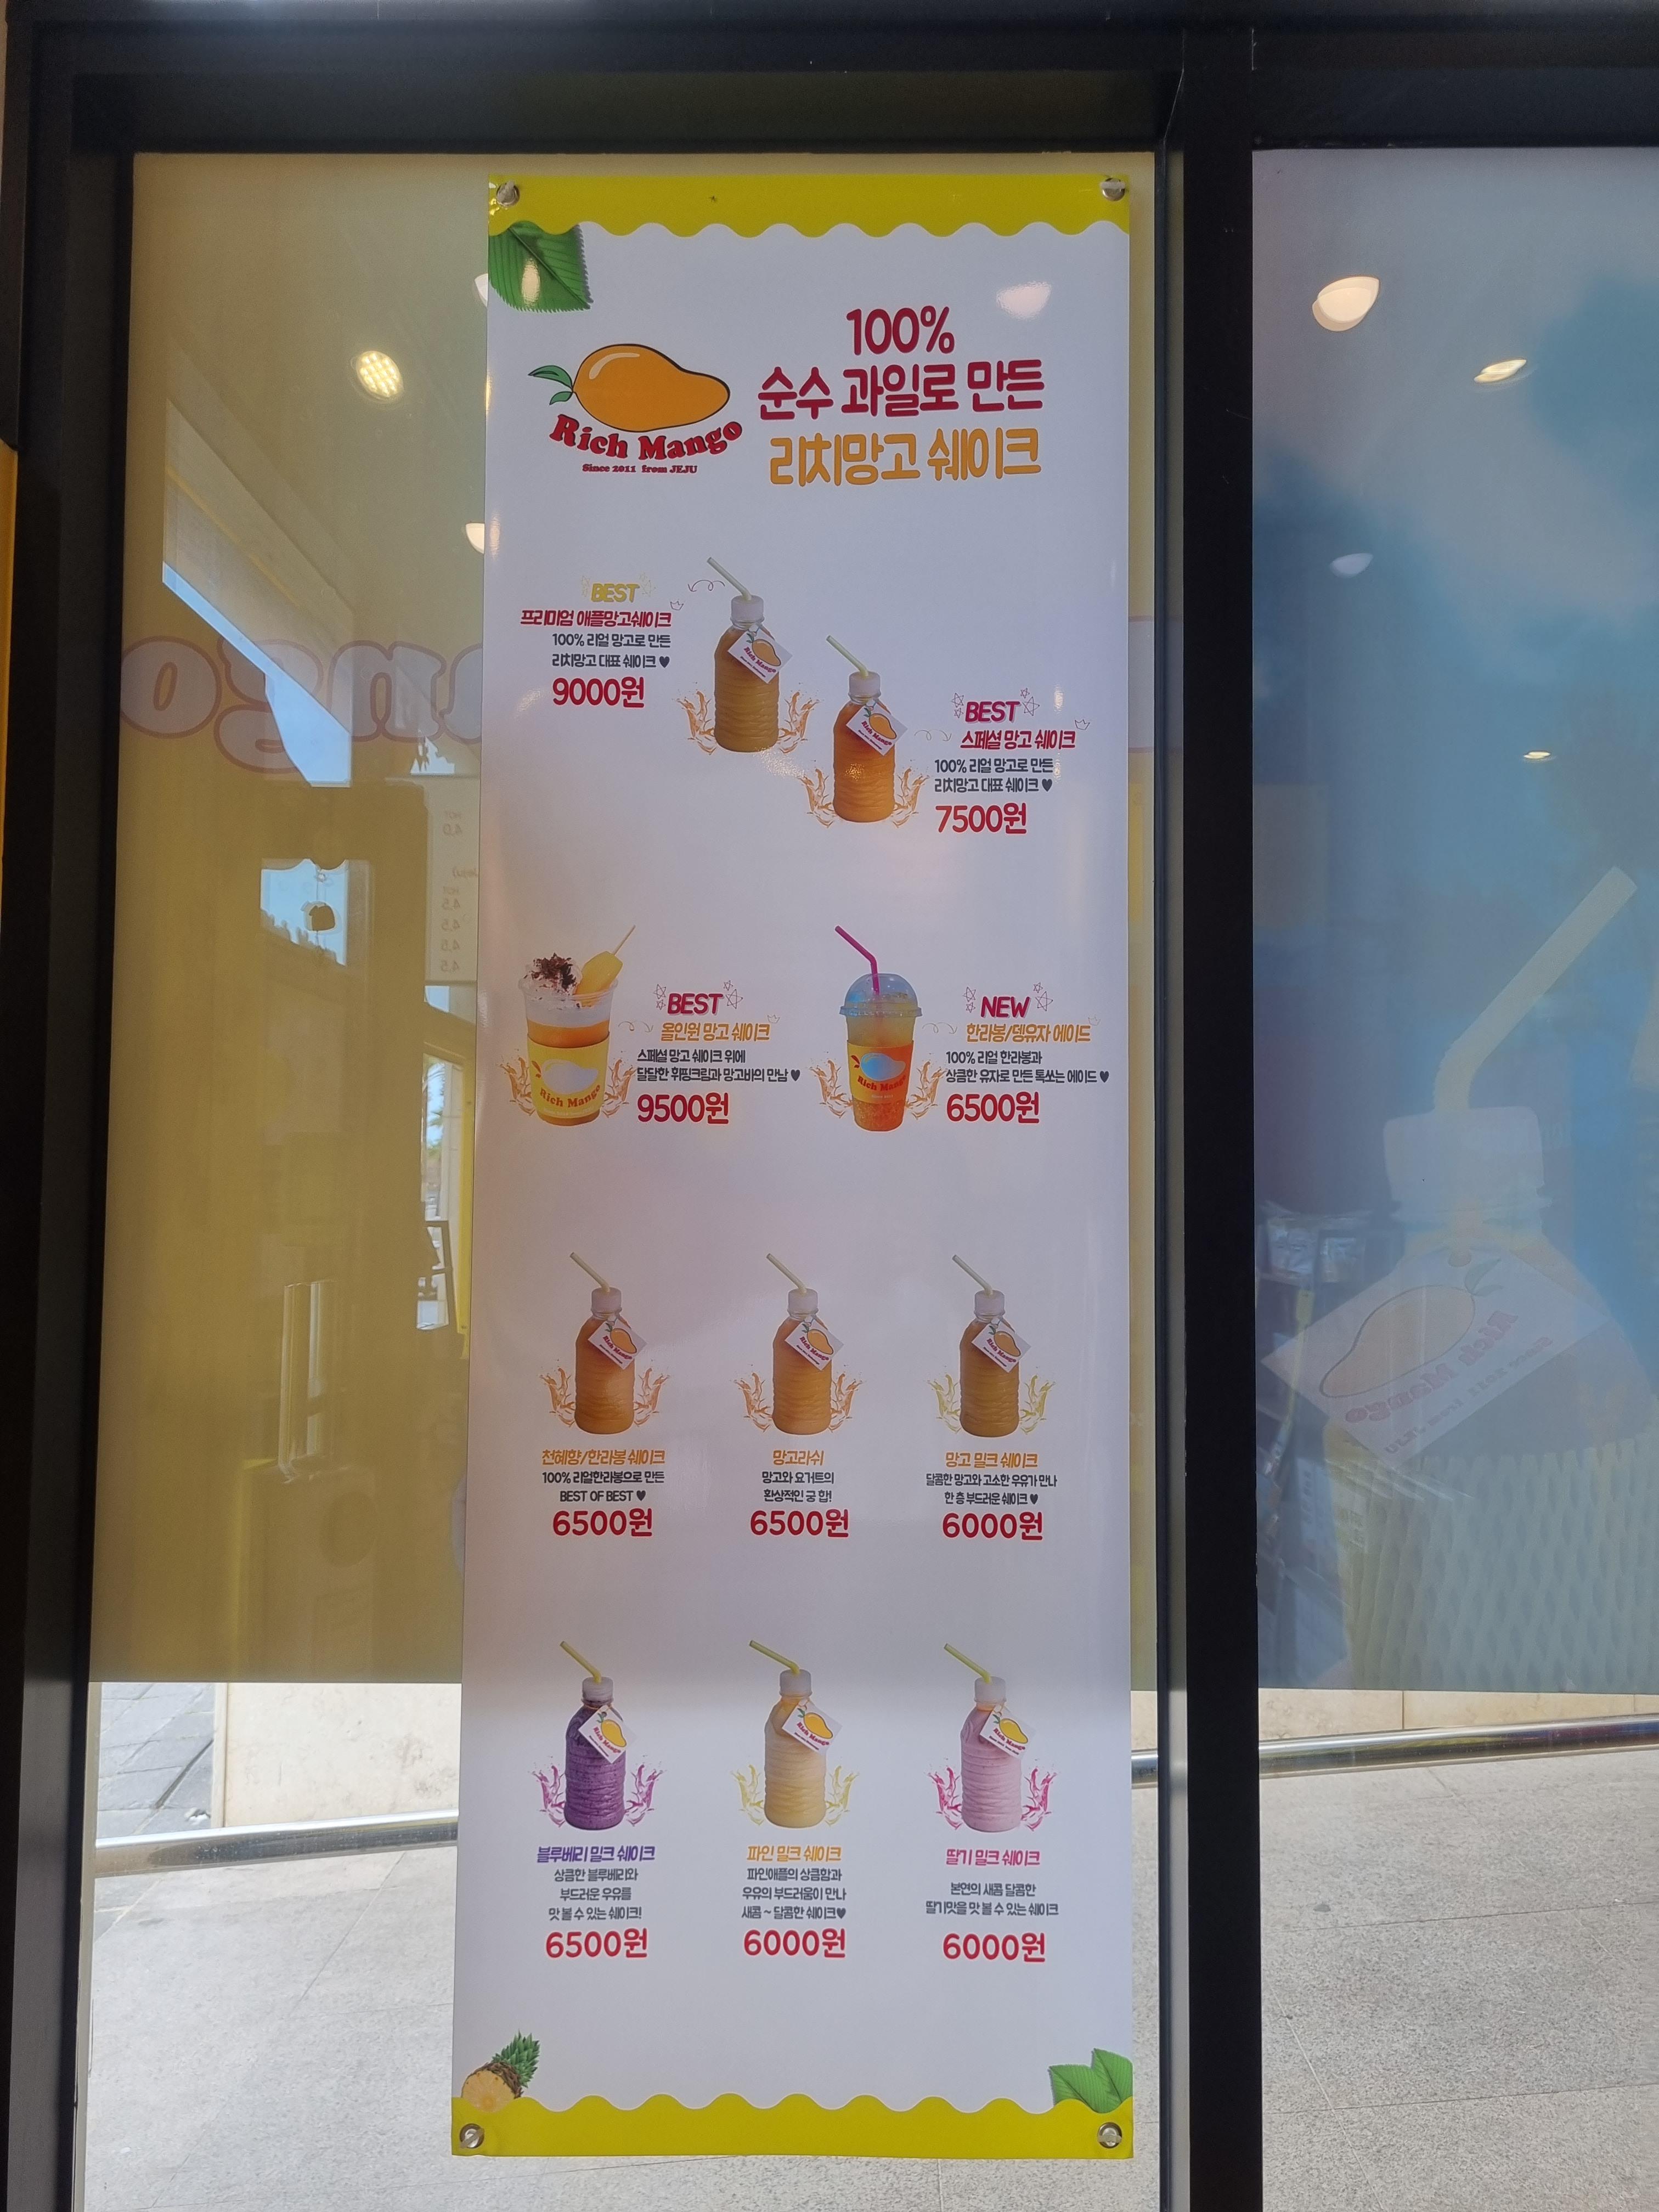 100%
순수 과일로 만든
리치망고 쉐이크
Rich Mango
Since 2011 from JEJU
BEST
프리미엄 애플망고쉐이크
100% 리얼 망고로 만든
리치망고 대표 쉐이크 ♥
9000원
BEST
스페셜 망고 쉐이크
100% 리얼 망고로 만든
리치망고 대표 쉐이크 ♥
7500원
BEST
올인원 망고 쉐이크
스페셜 망고 쉐이크 위에
달달한 휘핑크림과 망고바의 만남 ♥
9500원
Rich Mango
NEW
한라봉/댕유자 에이드
100% 리얼 한라봉과
상큼한 유자로 만든 톡쏘는 에이드 ♥
6500원
Rich Mango
천혜향/한라봉 쉐이크
100% 리얼한라봉으로 만든
BEST OF BEST ♥
6500원
망고라쉬
망고와 요거트의
환상적인 궁 합!
6500원
망고 밀크 쉐이크
달콤한 망고와 고소한 우유가 만나
한 층 부드러운 쉐이크 ♥
6000원
블루베리 밀크 쉐이크
상큼한 블루베리와
부드러운 우유를
맛 볼 수 있는 쉐이크!
6500원
파인 밀크 쉐이크
파인애플의 상큼함과
우유의 부드러움이 만나
새콤 ~ 달콤한 쉐이크♥
6000원
딸기 밀크 쉐이크
본연의 새콤 달콤한
딸기맛을 맛 볼 수 있는 쉐이크
6000원